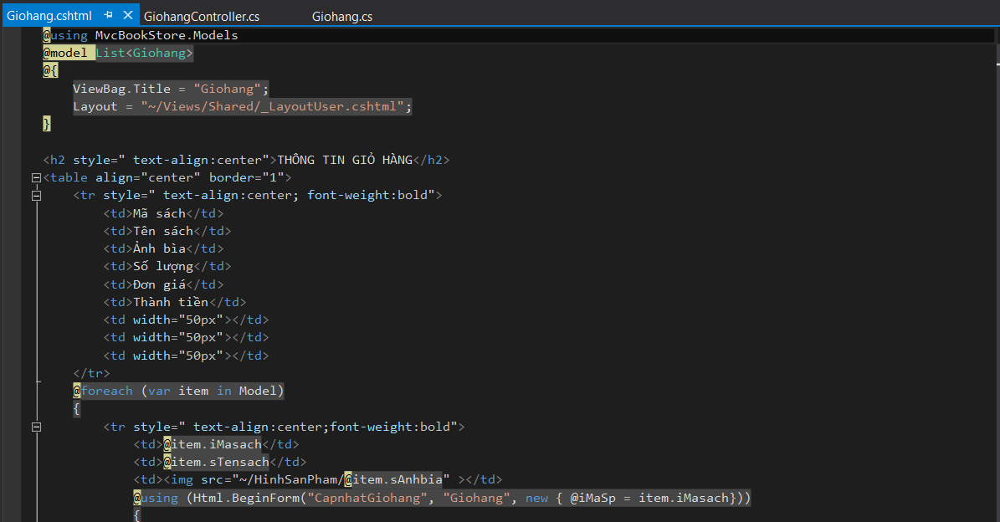 Giohang.cshtml GiohangController.cs Giohang.cs
@using MvcBookStore.Models
@model List<Giohang>
@{
ViewBag.Title = "Giohang";
Layout = "~/Views/Shared/_LayoutUser.cshtml";
}
<h2 style=" text-align:center">THÔNG TIN GIỎ HÀNG</h2>
<table align="center" border="1">
<tr style=" text-align:center; font-weight:bold">
<td>Mã sách</td>
<td>Tên sách</td>
<td>Ảnh bìa</td>
<td>Số lượng</td>
<td>Đơn giá</td>
<td>Thành tiền</td>
<td width="50px"></td>
<td width="50px"></td>
<td width="50px"></td>
</tr>
@foreach (var item in Model)
{
<tr style=" text-align:center;font-weight:bold">
<td>@item.iMasach</td>
<td>@item.sTensach</td>
<td><img src="~/HinhSanPham/@item.sAnhbia" ></td>
@using (Html.BeginForm("CapnhatGiohang", "Giohang", new { @iMaSp = item.iMasach}))
{